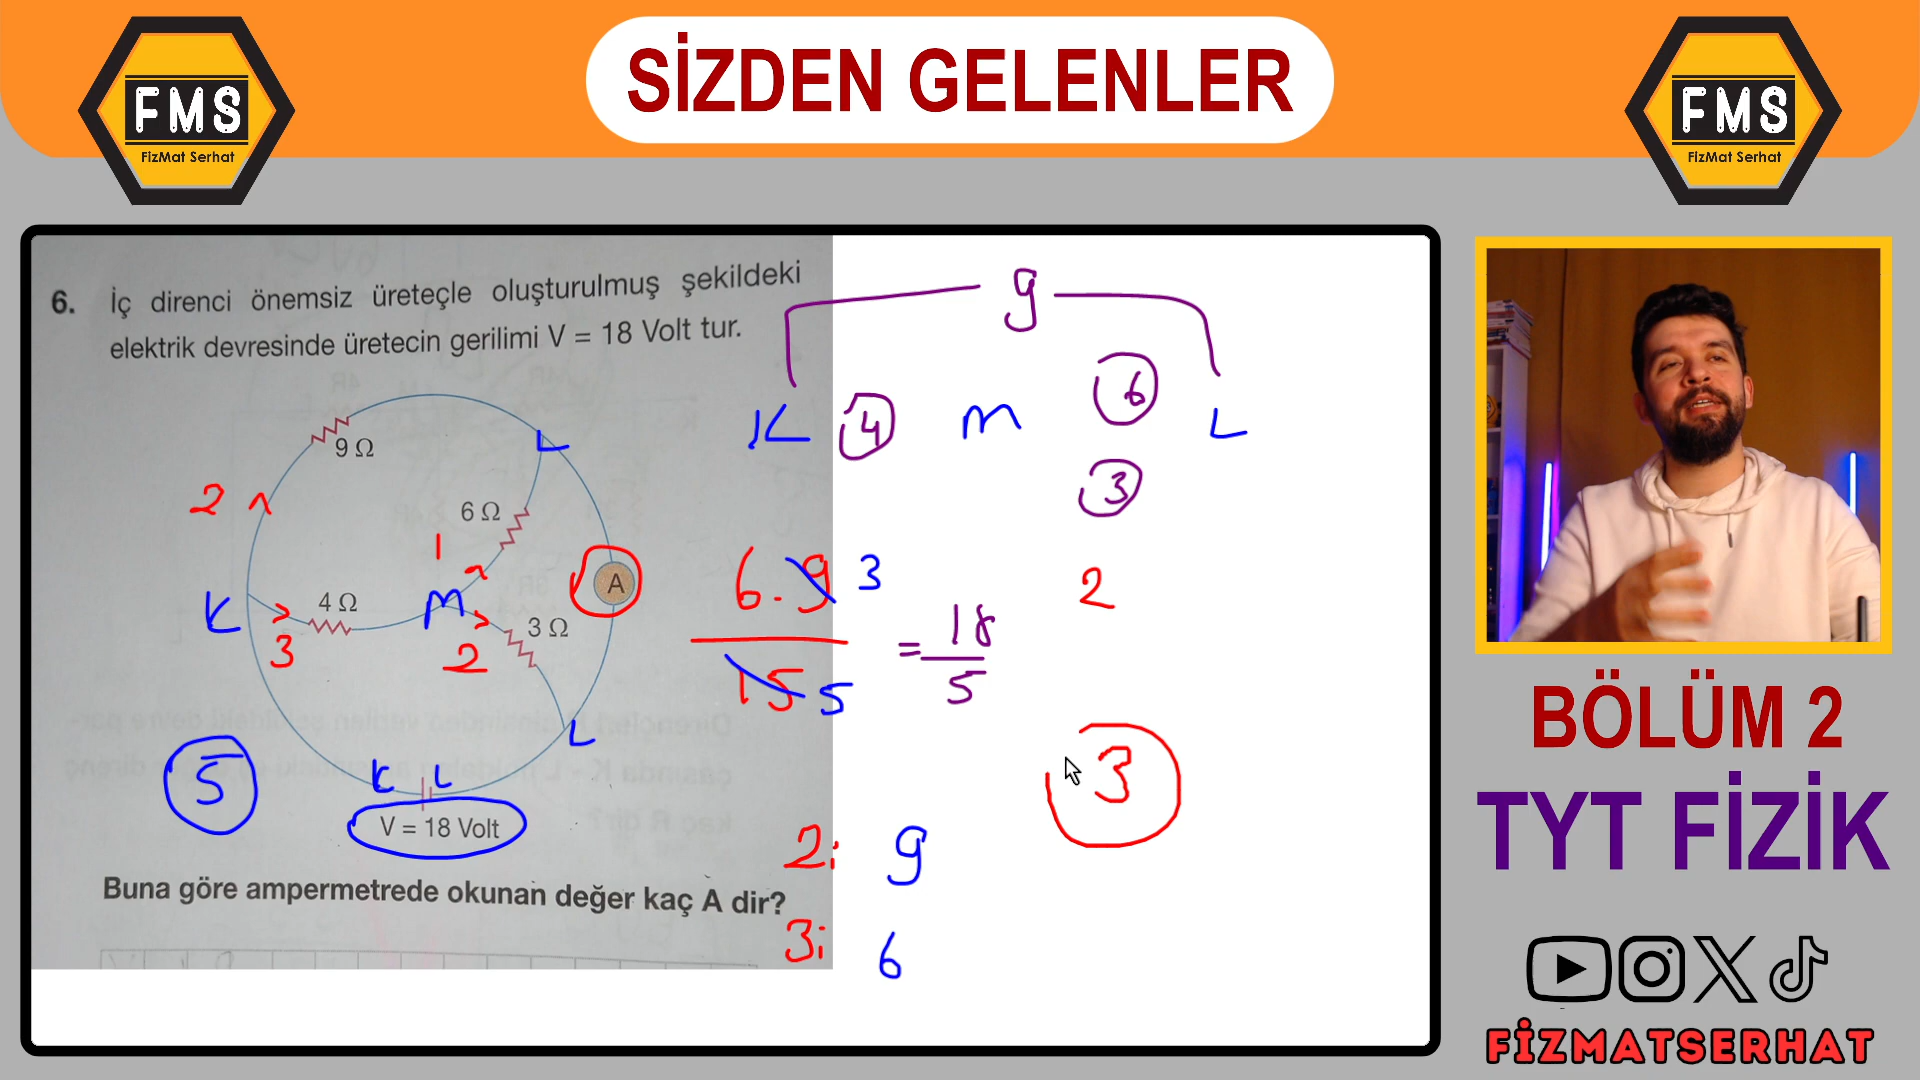 SİZDEN GELENLER
FMS
FizMat Serhat
FMS
FizMat Serhat
6. İç direnci önemsiz üreteçle oluşturulmuş şekildeki
elektrik devresinde üretecin gerilimi V = 18 Volt tur.
9 Ω
L
2
6 Ω
1
A
K
4 Ω
M
3 Ω
3
2
L
5
K L
V = 18 Volt
Buna göre ampermetrede okunan değer kaç A dir?
9
K 4 M 6 L
3
6.9 3
15 5
= 18
5
2
3
2i 9
3i 6
BÖLÜM 2
TYT FİZİK
FİZMATSERHAT